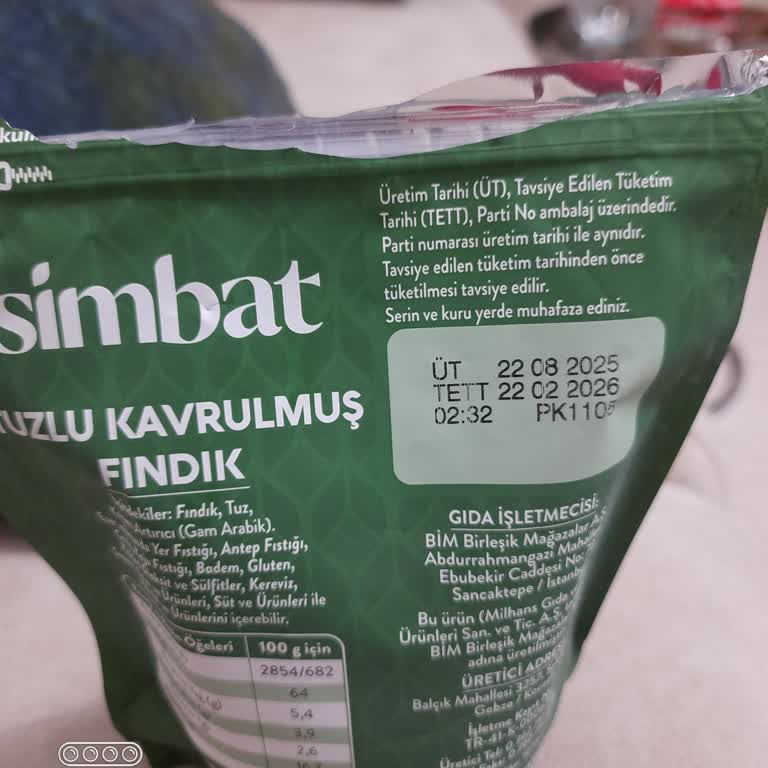 Üretim Tarihi (ÜT), Tavsiye Edilen Tüketim
Tarihi (TETT), Parti No ambalaj üzerindedir.
Parti numarası üretim tarihi ile aynıdır.
Tavsiye edilen tüketim tarihinden önce
tüketilmesi tavsiye edilir.
Serin ve kuru yerde muhafaza ediniz.
simbat
ÜT 22 08 2025
TETT 22 02 2026
02:32 PK1105
TUZLU KAVRULMUŞ
FINDIK
Fındık, Tuz,
(Gam Arabik).
Yer Fıstığı, Antep Fıstığı,
Fıstığı, Badem, Gluten,
ve Sülfitler, Kereviz,
Ürünleri, Süt ve Ürünleri ile
Ürünlerini içerebilir.
Öğeleri 100 g için
2854/682
64
5,4
3,9
2,6
GIDA İŞLETMECİSİ:
BİM Birleşik Mağazalar
Abdurrahmangazi
Ebubekir Caddesi No:
Sancaktepe /
Bu ürün (Milhans Gıda
Ürünleri San. ve Tic. A.Ş.
BİM Birleşik
adına
ÜRETİCİ
Balçık Mahallesi
Gebze /
İşletme
Üretici